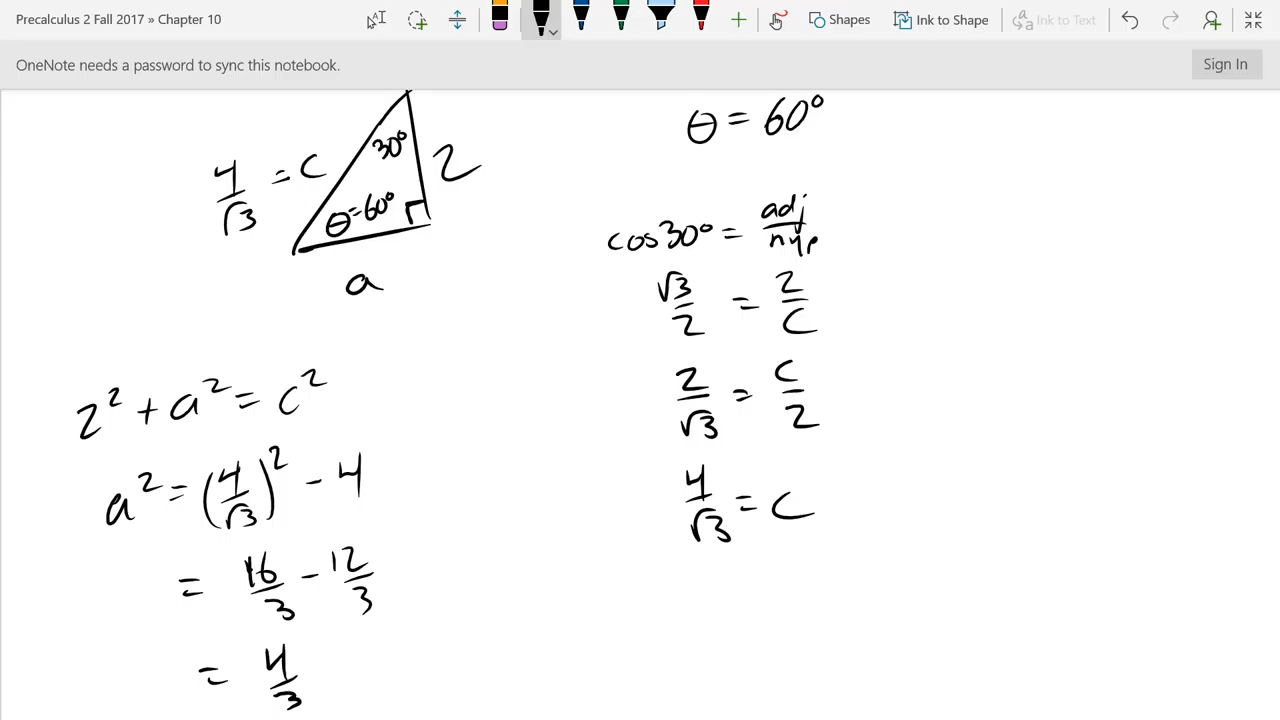 Precalculus 2 Fall 2017 » Chapter 10
Shapes
Ink to Shape
Ink to Text
OneNote needs a password to sync this notebook.
Sign In
4/√3 = c
30°
2
θ=60°
a
2² + a² = c²
a² = (4/√3)² - 4
= 16/3 - 12/3
= 4/3
θ = 60°
cos30° = adj/hyp
√3/2 = 2/c
2/√3 = c/2
4/√3 = c